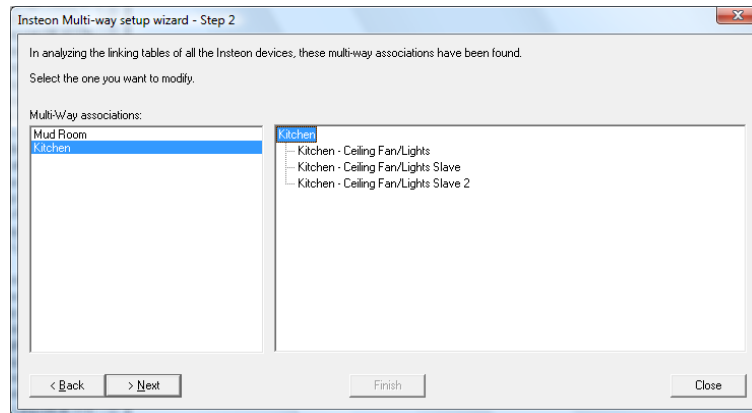 Insteon Multi-way setup wizard - Step 2
In analyzing the linking tables of all the Insteon devices, these multi-way associations have been found.
Select the one you want to modify.
Multi-Way associations:
Mud Room
Kitchen
Kitchen
Kitchen - Ceiling Fan/Lights
Kitchen - Ceiling Fan/Lights Slave
Kitchen - Ceiling Fan/Lights Slave 2
< Back
> Next
Finish
Close